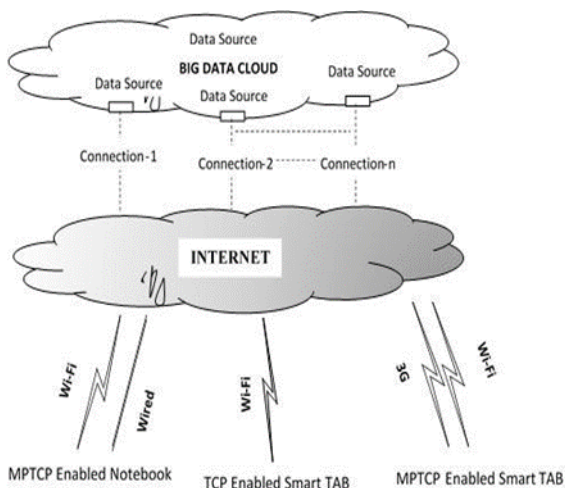 Data Source
BIG DATA CLOUD
Data Source
Data Source
Data Source
Connection-1
Connection-2
Connection-n
INTERNET
Wi-Fi
Wired
Wi-Fi
3G
Wi-Fi
MPTCP Enabled Notebook
TCP Enabled Smart TAB
MPTCP Enabled Smart TAB